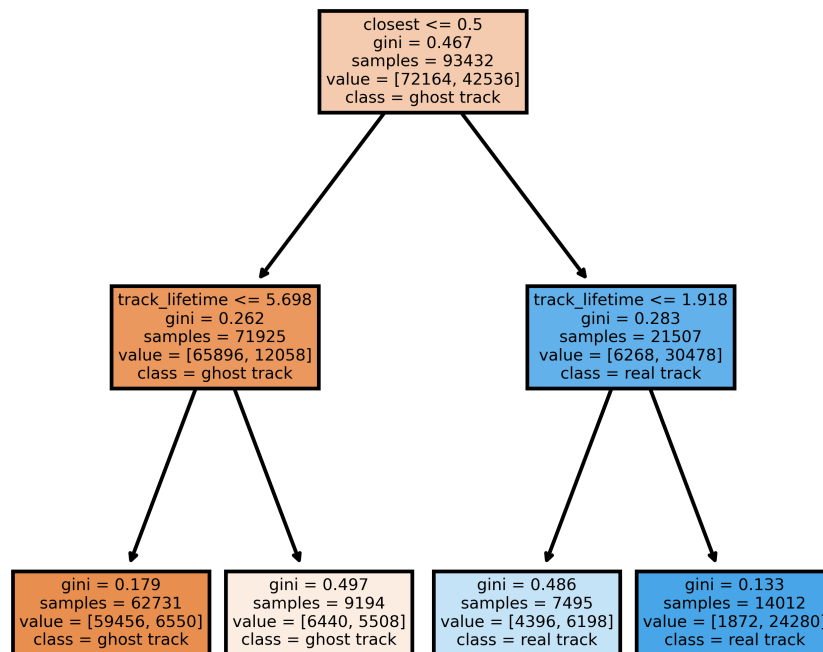 closest <= 0.5
gini = 0.467
samples = 93432
value = [72164, 42536]
class = ghost track
track_lifetime <= 5.698
gini = 0.262
samples = 71925
value = [65896, 12058]
class = ghost track
track_lifetime <= 1.918
gini = 0.283
samples = 21507
value = [6268, 30478]
class = real track
gini = 0.179
samples = 62731
value = [59456, 6550]
class = ghost track
gini = 0.497
samples = 9194
value = [6440, 5508]
class = ghost track
gini = 0.486
samples = 7495
value = [4396, 6198]
class = real track
gini = 0.133
samples = 14012
value = [1872, 24280]
class = real track